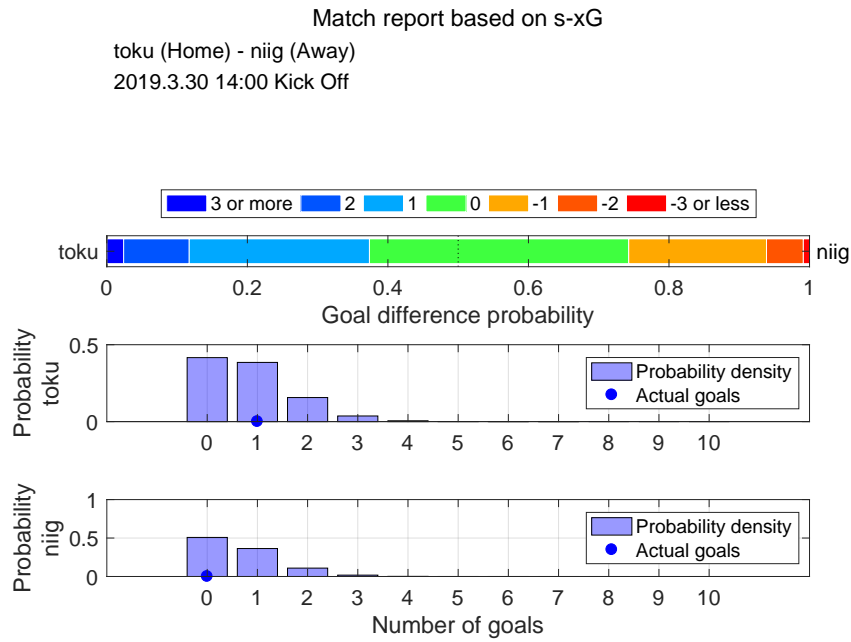 Match report based on s-xG
toku (Home) - niig (Away)
2019.3.30 14:00 Kick Off
3 or more 2 1 0 -1 -2 -3 or less
toku niig
0 0.2 0.4 0.6 0.8 1
Goal difference probability
Probability
toku
0.5
0
Probability density
Actual goals
0 1 2 3 4 5 6 7 8 9 10
Probability
niig
1
0.5
0
Probability density
Actual goals
0 1 2 3 4 5 6 7 8 9 10
Number of goals